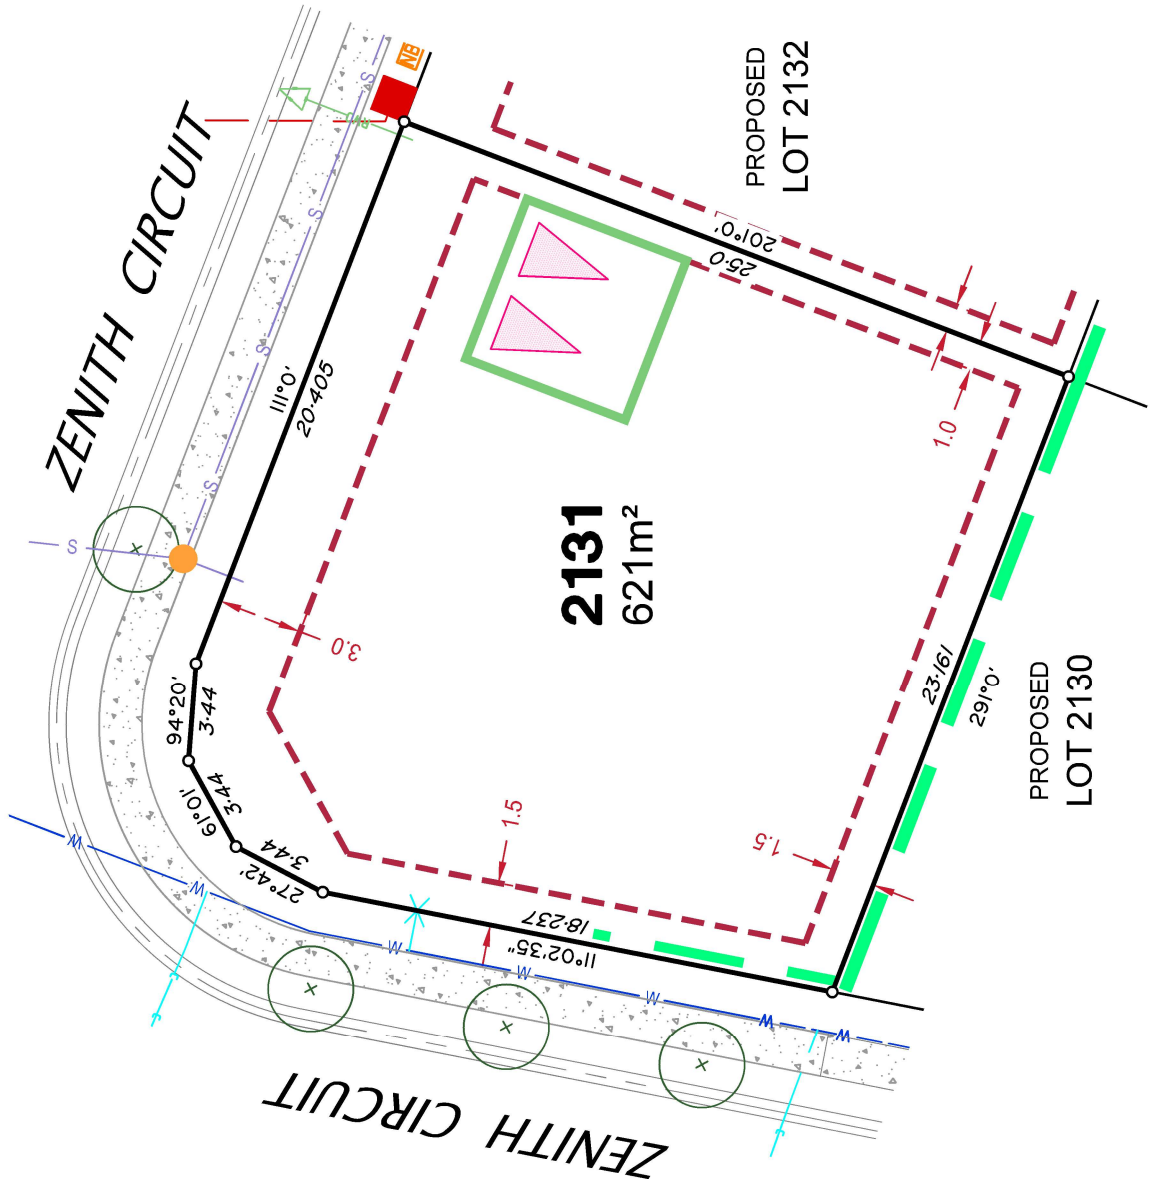 ZENITH CIRCUIT
NB
PROPOSED
LOT 2132
S
S
S
S
S
111°0'
20·405
201°0'
25·0
94°20'
3·44
61°01'
3·44
27°42'
3·44
3.0
1.0
2131
621m²
1.5
1.5
18·237
11°02'35"
23·161
291°0'
PROPOSED
LOT 2130
W
W
W
W
W
W
W
ZENITH CIRCUIT